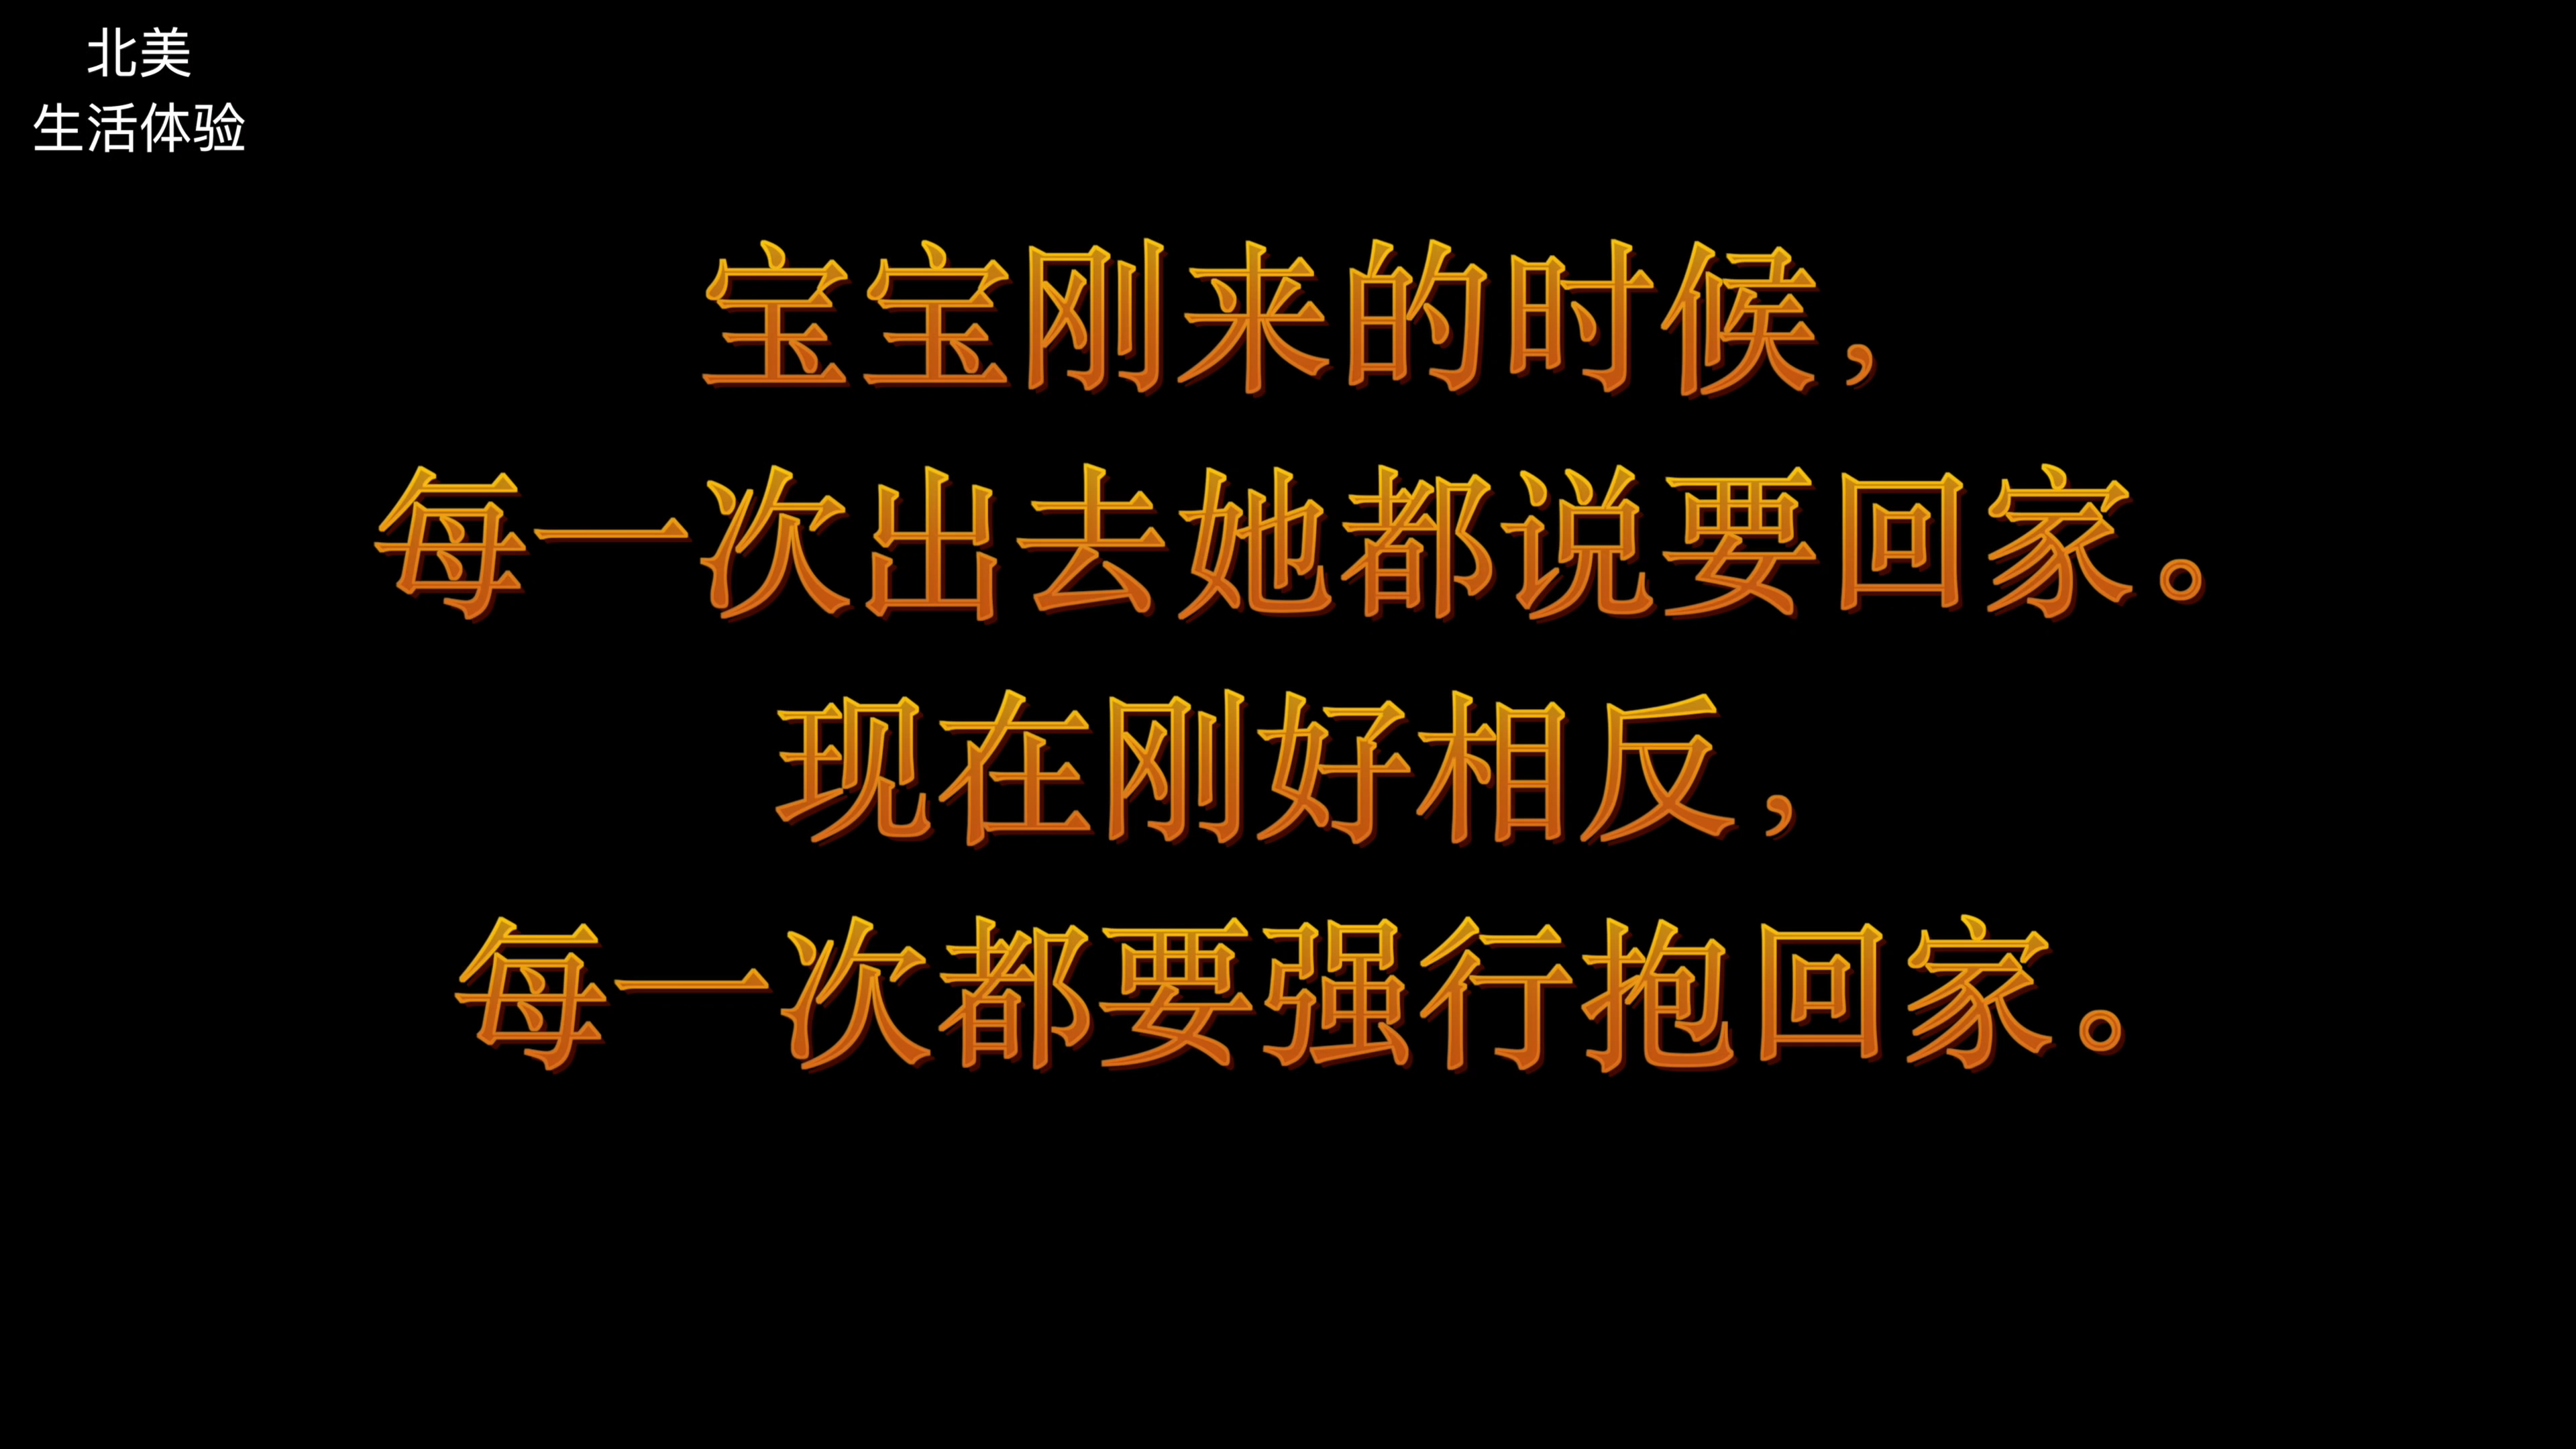 北美
生活体验
宝宝刚来的时候，
每一次出去她都说要回家。
现在刚好相反，
每一次都要强行抱回家。